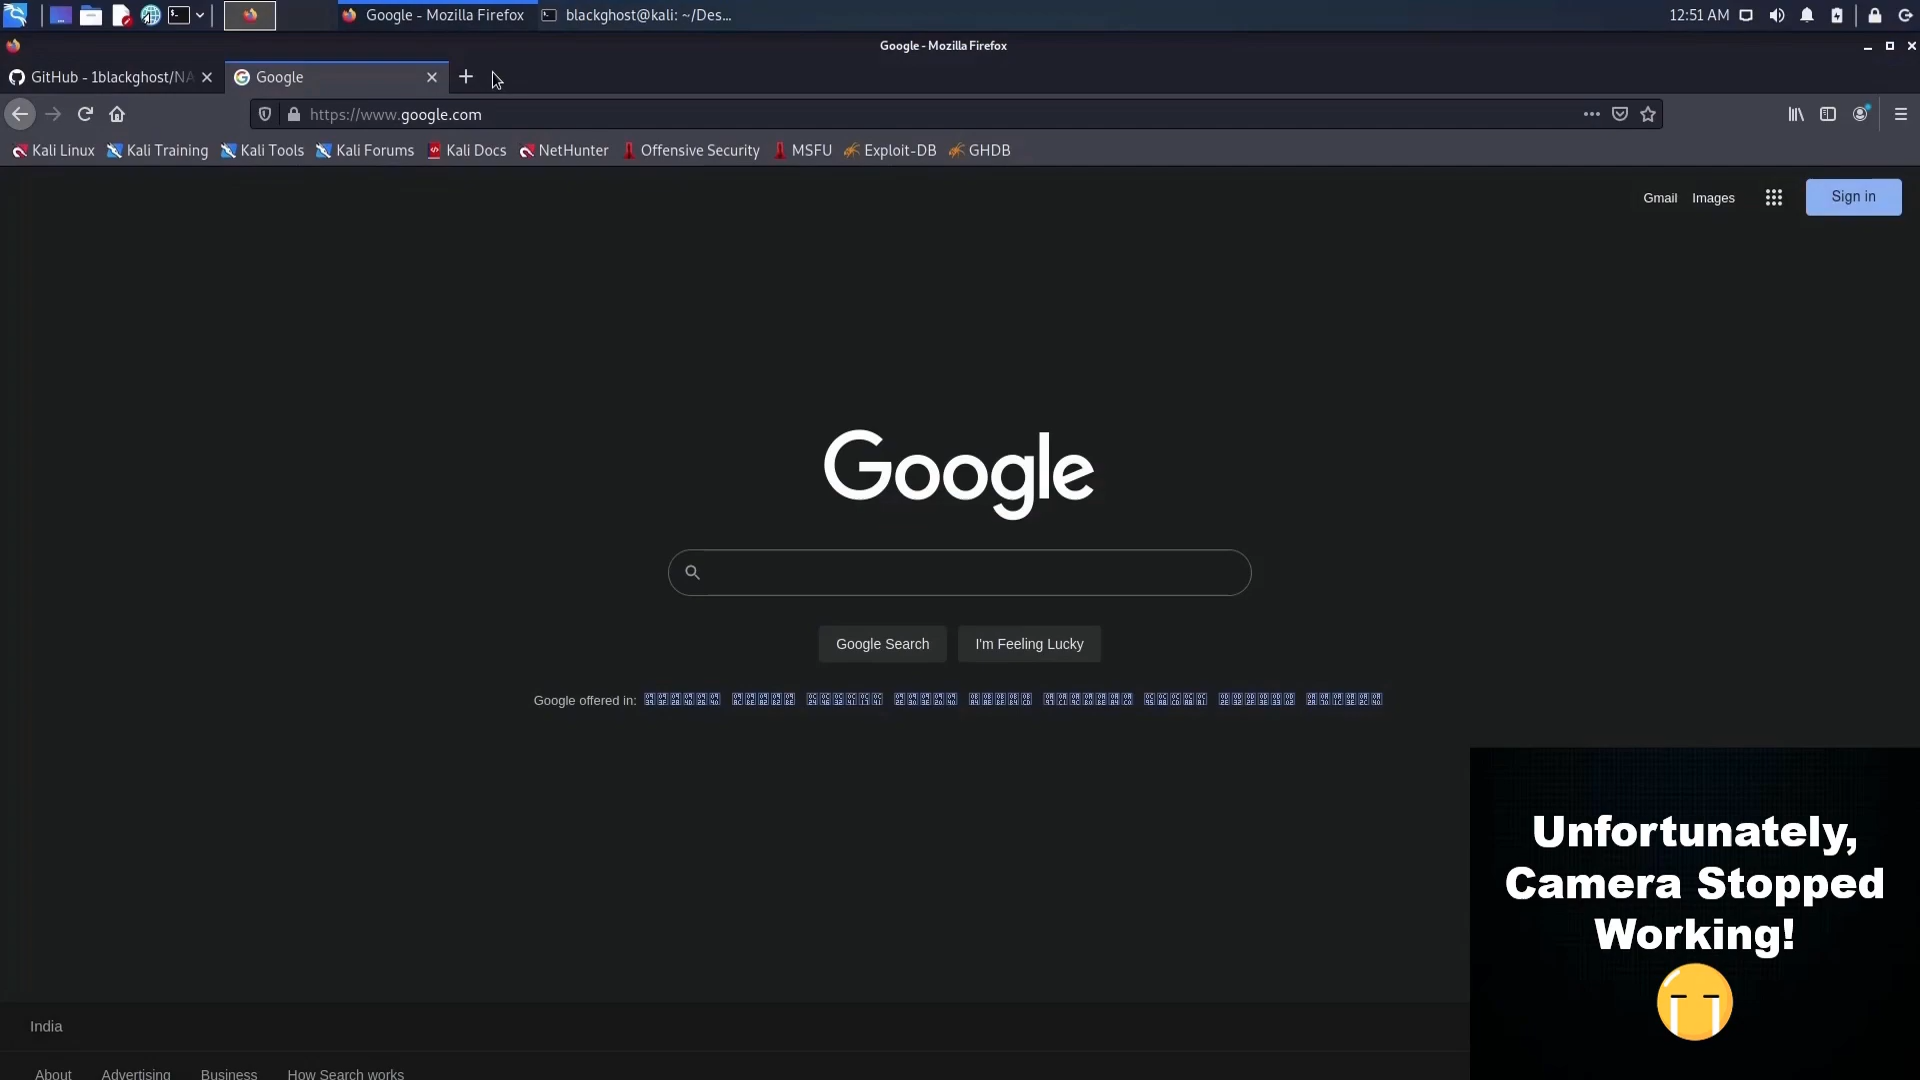 Google - Mozilla Firefox
blackghost@kali: ~/Des...
12:51 AM
Google - Mozilla Firefox
GitHub - 1blackghost/NA
Google
https://www.google.com
Kali Linux
Kali Training
Kali Tools
Kali Forums
Kali Docs
NetHunter
Offensive Security
MSFU
Exploit-DB
GHDB
Gmail
Images
Sign in
Google
Google Search
I'm Feeling Lucky
Google offered in:
Unfortunately,
Camera Stopped
Working!
India
About
Advertising
Business
How Search works